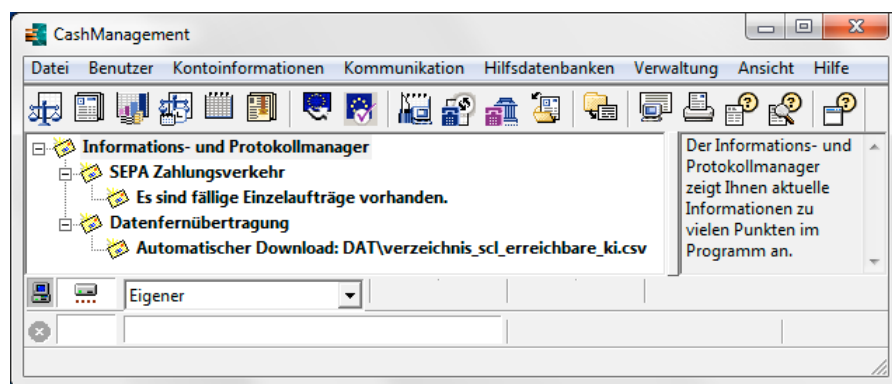 CashManagement
Datei Benutzer Kontoinformationen Kommunikation Hilfsdatenbanken Verwaltung Ansicht Hilfe
Informations- und Protokollmanager
SEPA Zahlungsverkehr
Es sind fällige Einzelaufträge vorhanden.
Datenfernübertragung
Automatischer Download: DAT\verzeichnis_scl_erreichbare_ki.csv
Der Informations- und
Protokollmanager
zeigt Ihnen aktuelle
Informationen zu
vielen Punkten im
Programm an.
Eigener